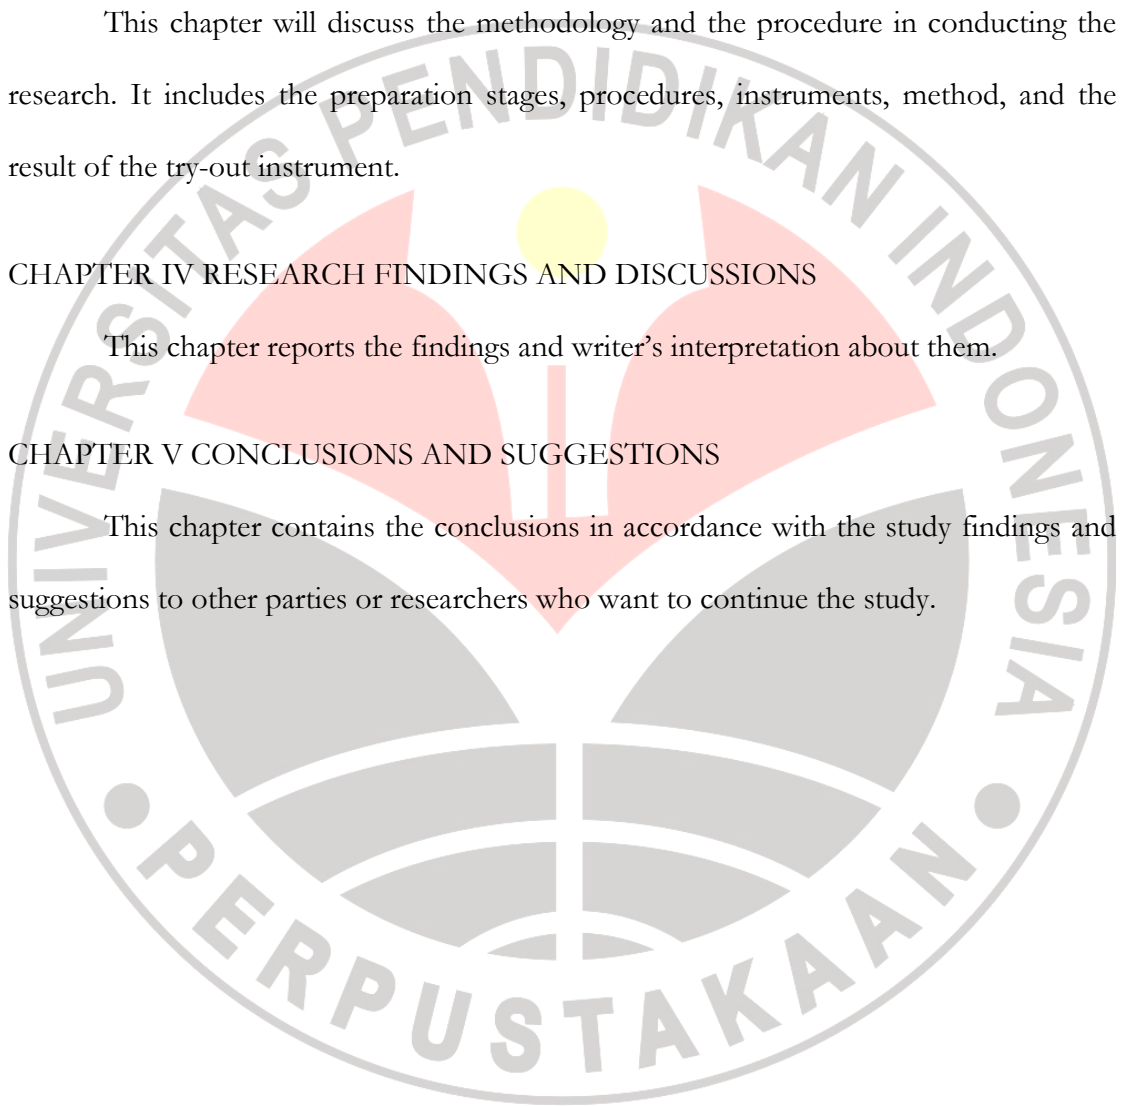 This chapter will discuss the methodology and the procedure in conducting the
research. It includes the preparation stages, procedures, instruments, method, and the
result of the try-out instrument.
CHAPTER IV RESEARCH FINDINGS AND DISCUSSIONS
This chapter reports the findings and writer’s interpretation about them.
CHAPTER V CONCLUSIONS AND SUGGESTIONS
This chapter contains the conclusions in accordance with the study findings and
suggestions to other parties or researchers who want to continue the study.
UNIVERSITAS PENDIDIKAN INDONESIA
PERPUSTAKAAN